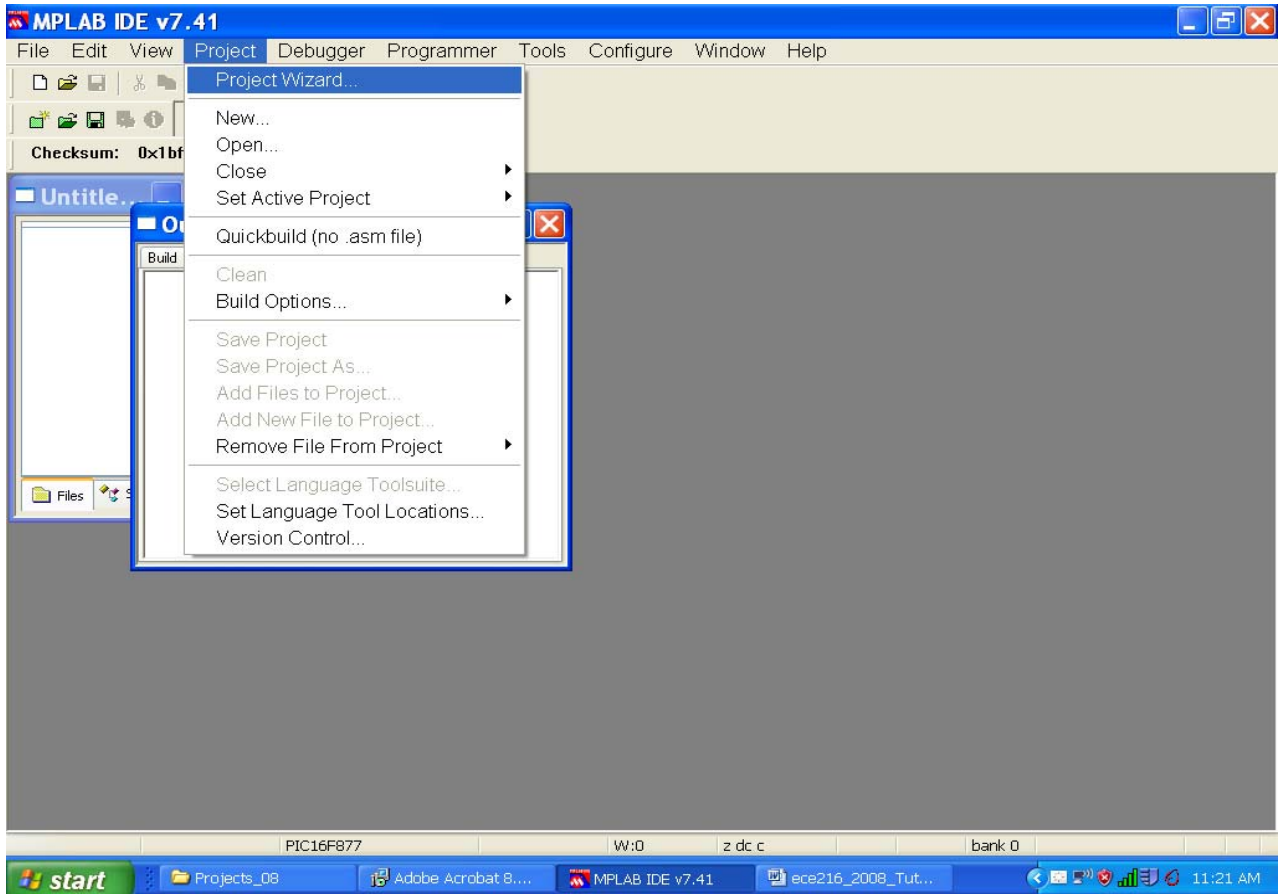 MPLAB IDE v7.41
File Edit View Project Debugger Programmer Tools Configure Window Help
Project Wizard...
New...
Open...
Checksum: 0x1bf
Close
Set Active Project
Untitle...
Quickbuild (no .asm file)
Build
Clean
Build Options...
Save Project
Save Project As...
Add Files to Project...
Add New File to Project...
Remove File From Project
Select Language Toolsuite...
Files
Set Language Tool Locations...
Version Control...
PIC16F877 W:0 z dc c bank 0
start Projects_08 Adobe Acrobat 8.... MPLAB IDE v7.41 ece216_2008_Tut... 11:21 AM